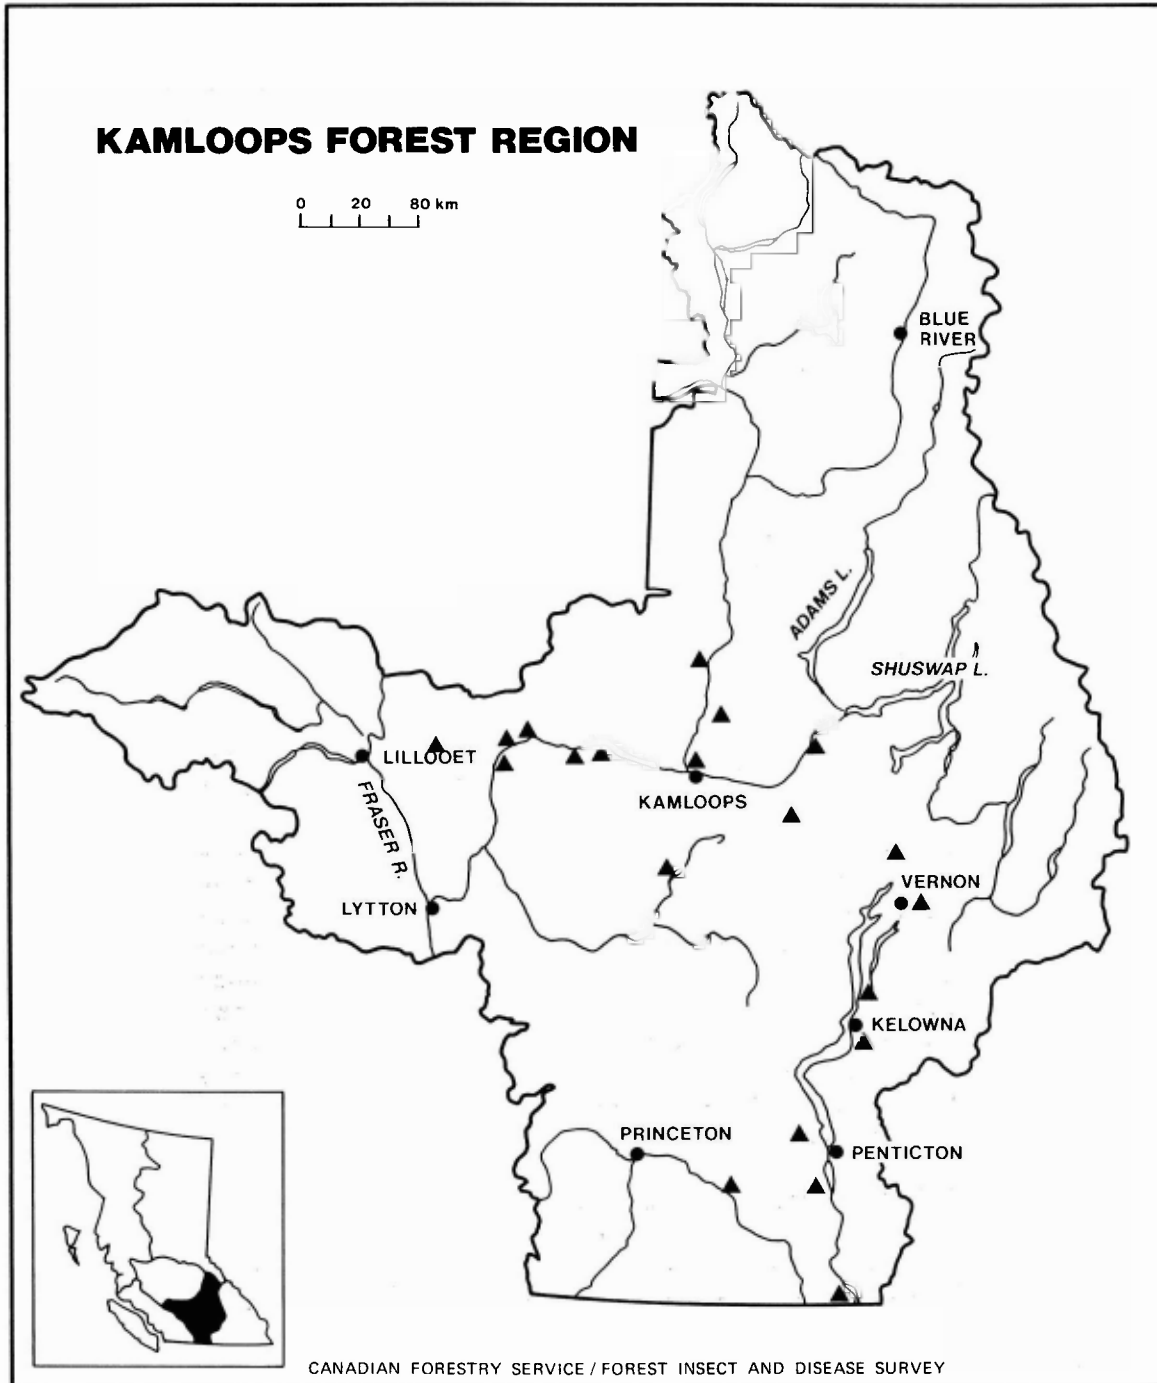 KAMLOOPS FOREST REGION
0 20 80 km
BLUE
RIVER
ADAMS L.
SHUSWAP L.
LILLOOET
KAMLOOPS
FRASER R.
VERNON
LYTTON
KELOWNA
PRINCETON
PENTICTON
CANADIAN FORESTRY SERVICE / FOREST INSECT AND DISEASE SURVEY